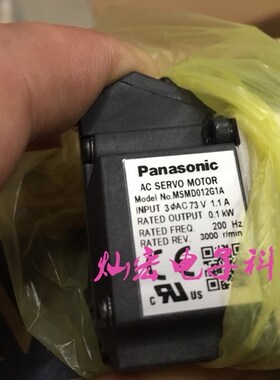 Panasonic
AC SERVO MOTOR
Model No. MSMD012G1A
INPUT 3ΦAC 73 V 1.1 A
RATED OUTPUT 0.1 kW
RATED FREQ. 200 Hz
RATED REV. 3000 r/min
灿宏电子科
C US